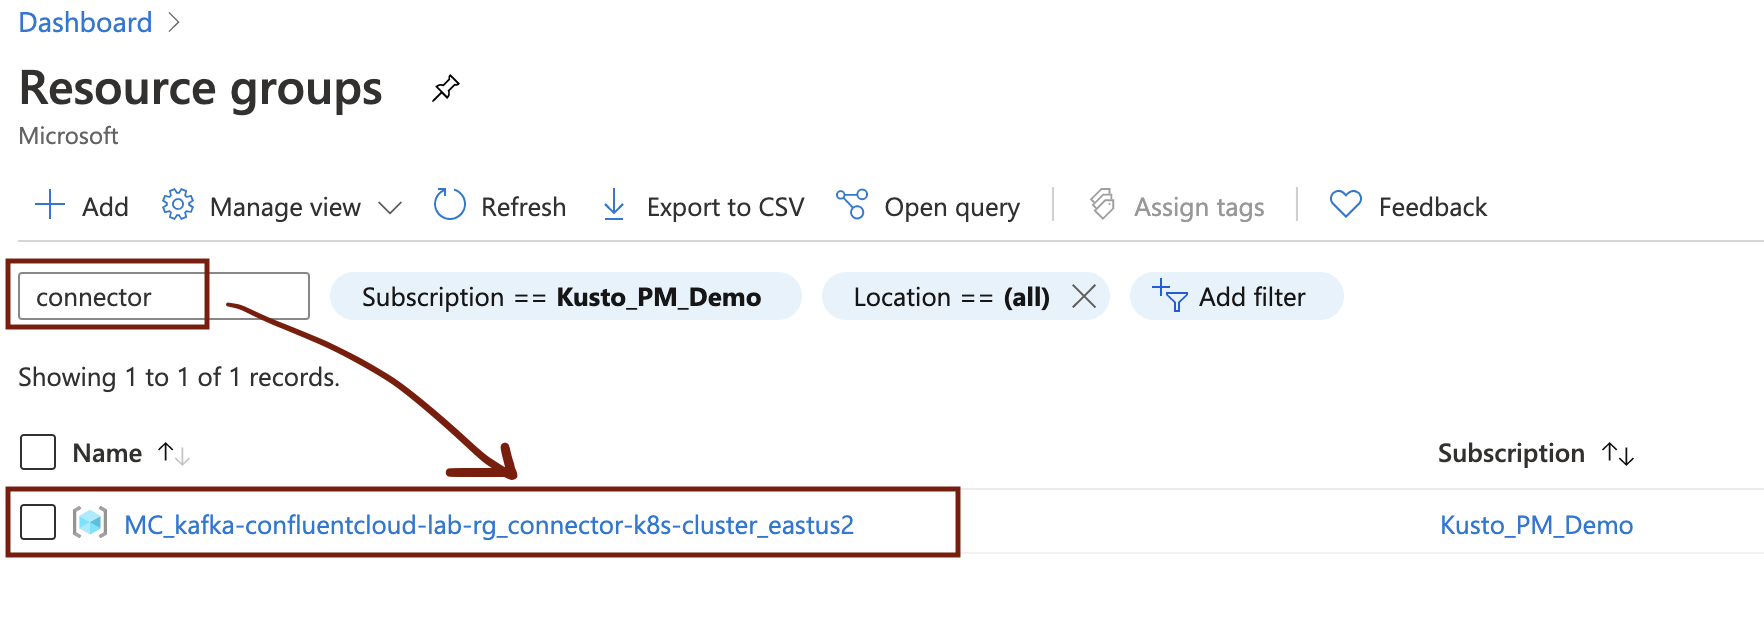 Dashboard
Resource groups
Microsoft
Add Manage view Refresh Export to CSV Open query Assign tags Feedback
connector Subscription == Kusto_PM_Demo Location == (all) Add filter
Showing 1 to 1 of 1 records.
Name Subscription
MC_kafka-confluentcloud-lab-rg_connector-k8s-cluster_eastus2 Kusto_PM_Demo